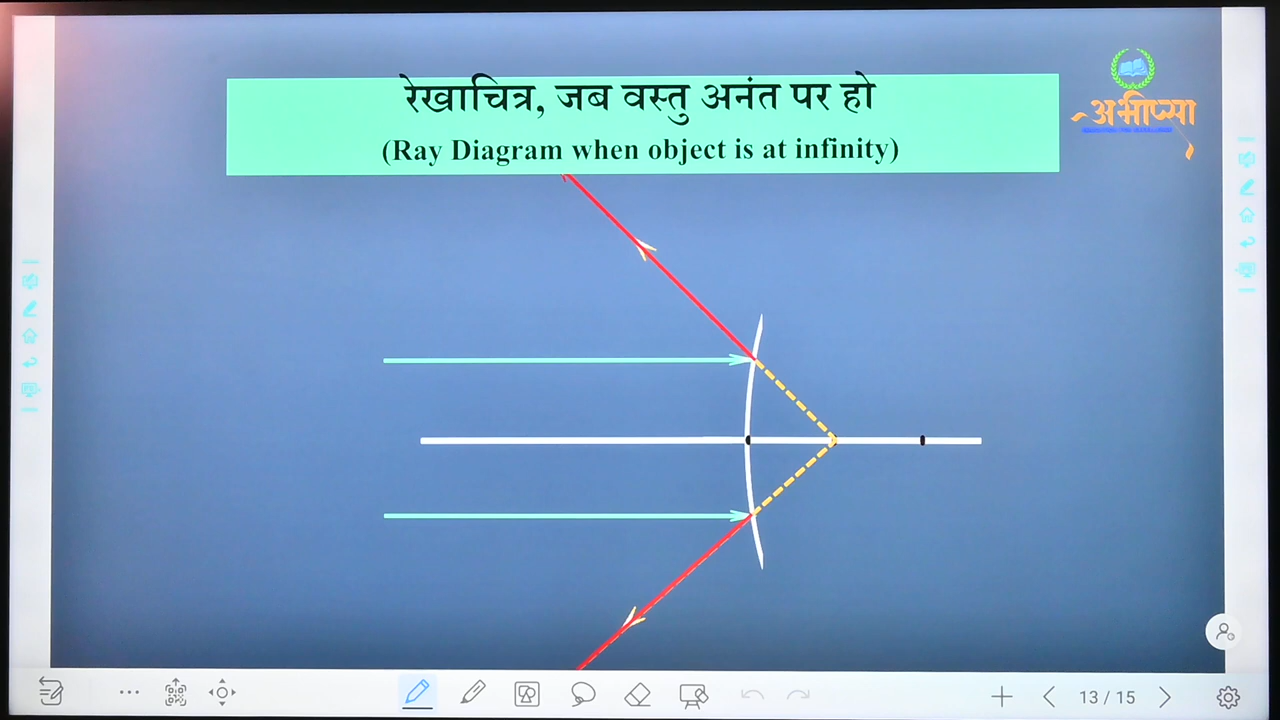 रेखाचित्र, जब वस्तु अनंत पर हो
(Ray Diagram when object is at infinity)
अभीप्सा
13 / 15